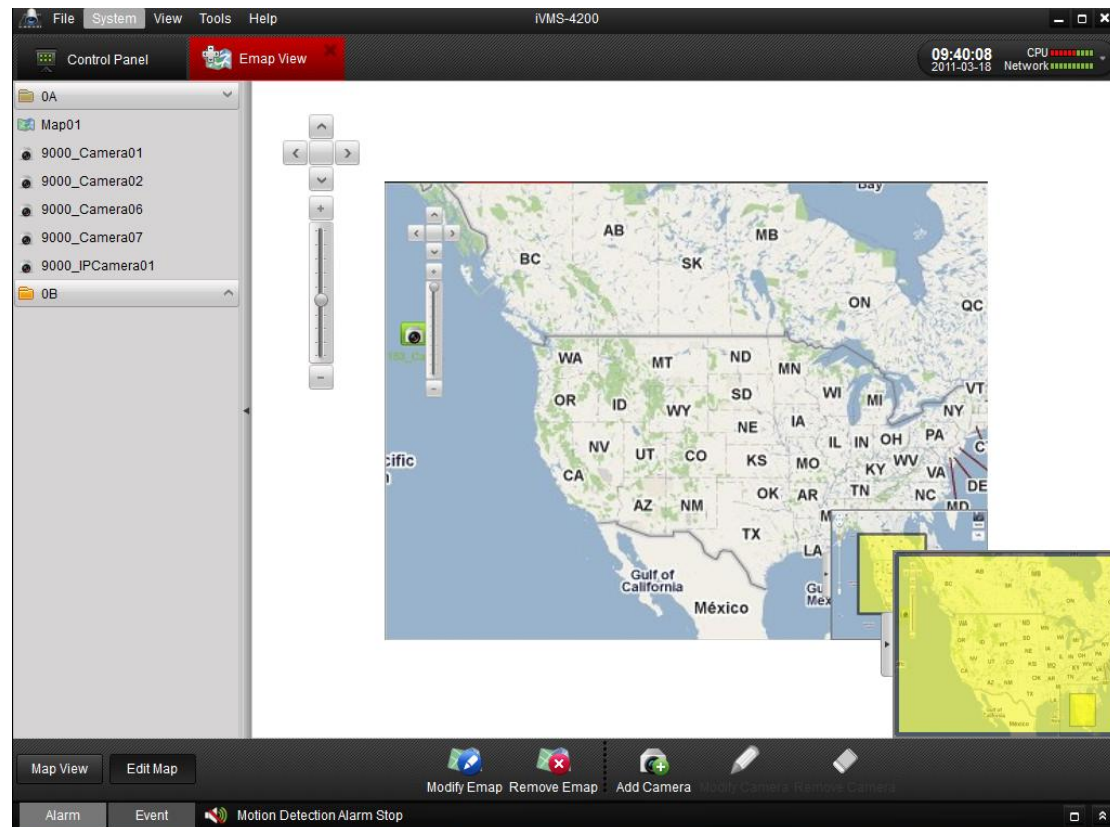 File System View Tools Help iVMS-4200
Control Panel
Emap View
09:40:08
2011-03-18
CPU
Network
0A
Map01
9000_Camera01
9000_Camera02
9000_Camera06
9000_Camera07
9000_IPCamera01
0B
Bay
AB
MB
BC
SK
ON
QC
WA
MT
ND
MN
OR
ID
WY
SD
WI
MI
VT
NY
NE
IA
NV
UT
CO
KS
MO
IL
IN
OH
PA
CA
KY
WV
VA
AZ
NM
OK
AR
TN
NC
DE
MD
TX
LA
cific
Gulf of
California
México
Map View
Edit Map
Modify Emap
Remove Emap
Add Camera
Modify Camera
Remove Camera
Alarm
Event
Motion Detection Alarm Stop